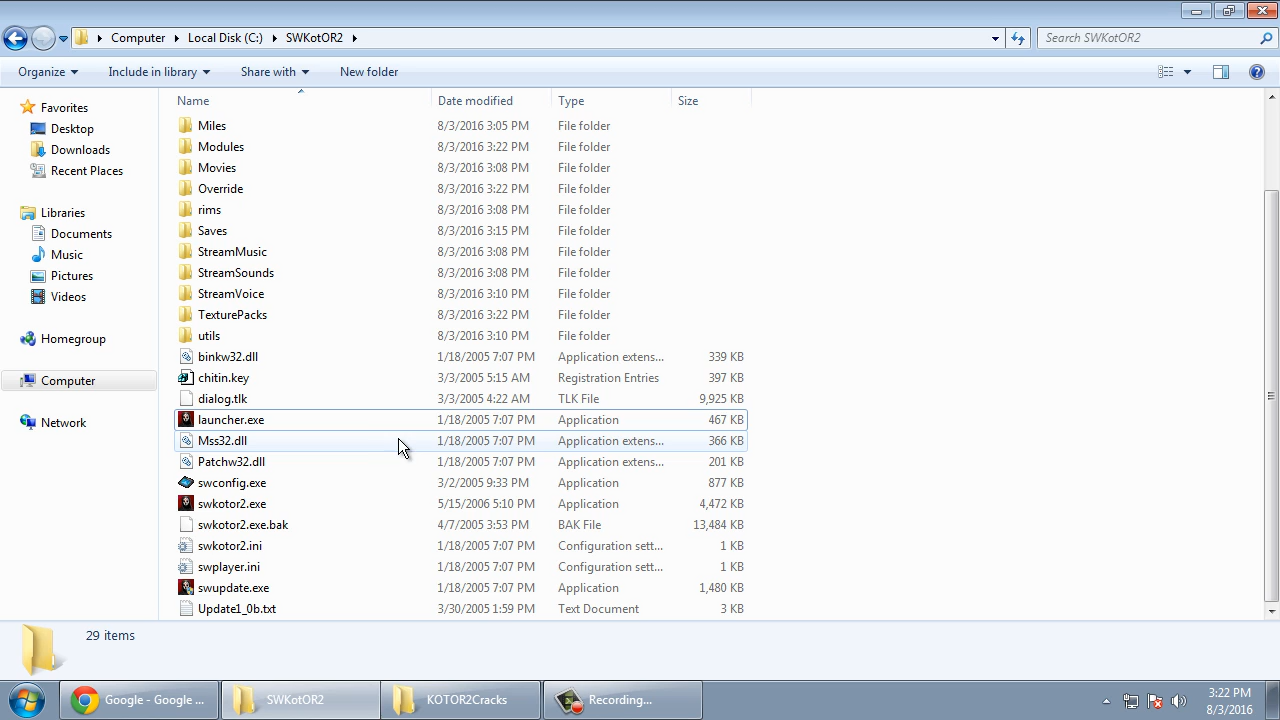 Computer Local Disk (C:) SWKotOR2 Search SWKotOR2
Organize Include in library Share with New folder
Name Date modified Type Size
Favorites
Desktop
Downloads
Recent Places
Libraries
Documents
Music
Pictures
Videos
Homegroup
Computer
Network
Miles 8/3/2016 3:05 PM File folder
Modules 8/3/2016 3:22 PM File folder
Movies 8/3/2016 3:08 PM File folder
Override 8/3/2016 3:22 PM File folder
rims 8/3/2016 3:08 PM File folder
Saves 8/3/2016 3:15 PM File folder
StreamMusic 8/3/2016 3:08 PM File folder
StreamSounds 8/3/2016 3:08 PM File folder
StreamVoice 8/3/2016 3:10 PM File folder
TexturePacks 8/3/2016 3:22 PM File folder
utils 8/3/2016 3:10 PM File folder
binkw32.dll 1/18/2005 7:07 PM Application extens... 339 KB
chitin.key 3/3/2005 5:15 AM Registration Entries 397 KB
dialog.tlk 3/3/2005 4:22 AM TLK File 9,925 KB
launcher.exe 1/18/2005 7:07 PM Application 467 KB
Mss32.dll 1/18/2005 7:07 PM Application extens... 366 KB
Patchw32.dll 1/18/2005 7:07 PM Application extens... 201 KB
swconfig.exe 3/2/2005 9:33 PM Application 877 KB
swkotor2.exe 5/15/2006 5:10 PM Application 4,472 KB
swkotor2.exe.bak 4/7/2005 3:53 PM BAK File 13,484 KB
swkotor2.ini 1/18/2005 7:07 PM Configuration sett... 1 KB
swplayer.ini 1/18/2005 7:07 PM Configuration sett... 1 KB
swupdate.exe 1/18/2005 7:07 PM Application 1,480 KB
Update1_0b.txt 3/30/2005 1:59 PM Text Document 3 KB
29 items
Google - Google ... SWKotOR2 KOTOR2Cracks Recording... 3:22 PM
8/3/2016